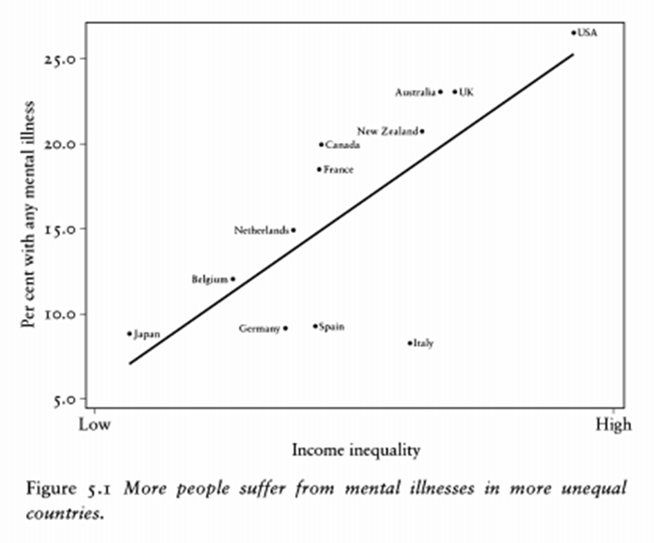 Per cent with any mental illness
25.0
20.0
15.0
10.0
5.0
USA
Australia
UK
New Zealand
Canada
France
Netherlands
Belgium
Japan
Germany
Spain
Italy
Low
High
Income inequality
Figure 5.1 More people suffer from mental illnesses in more unequal
countries.